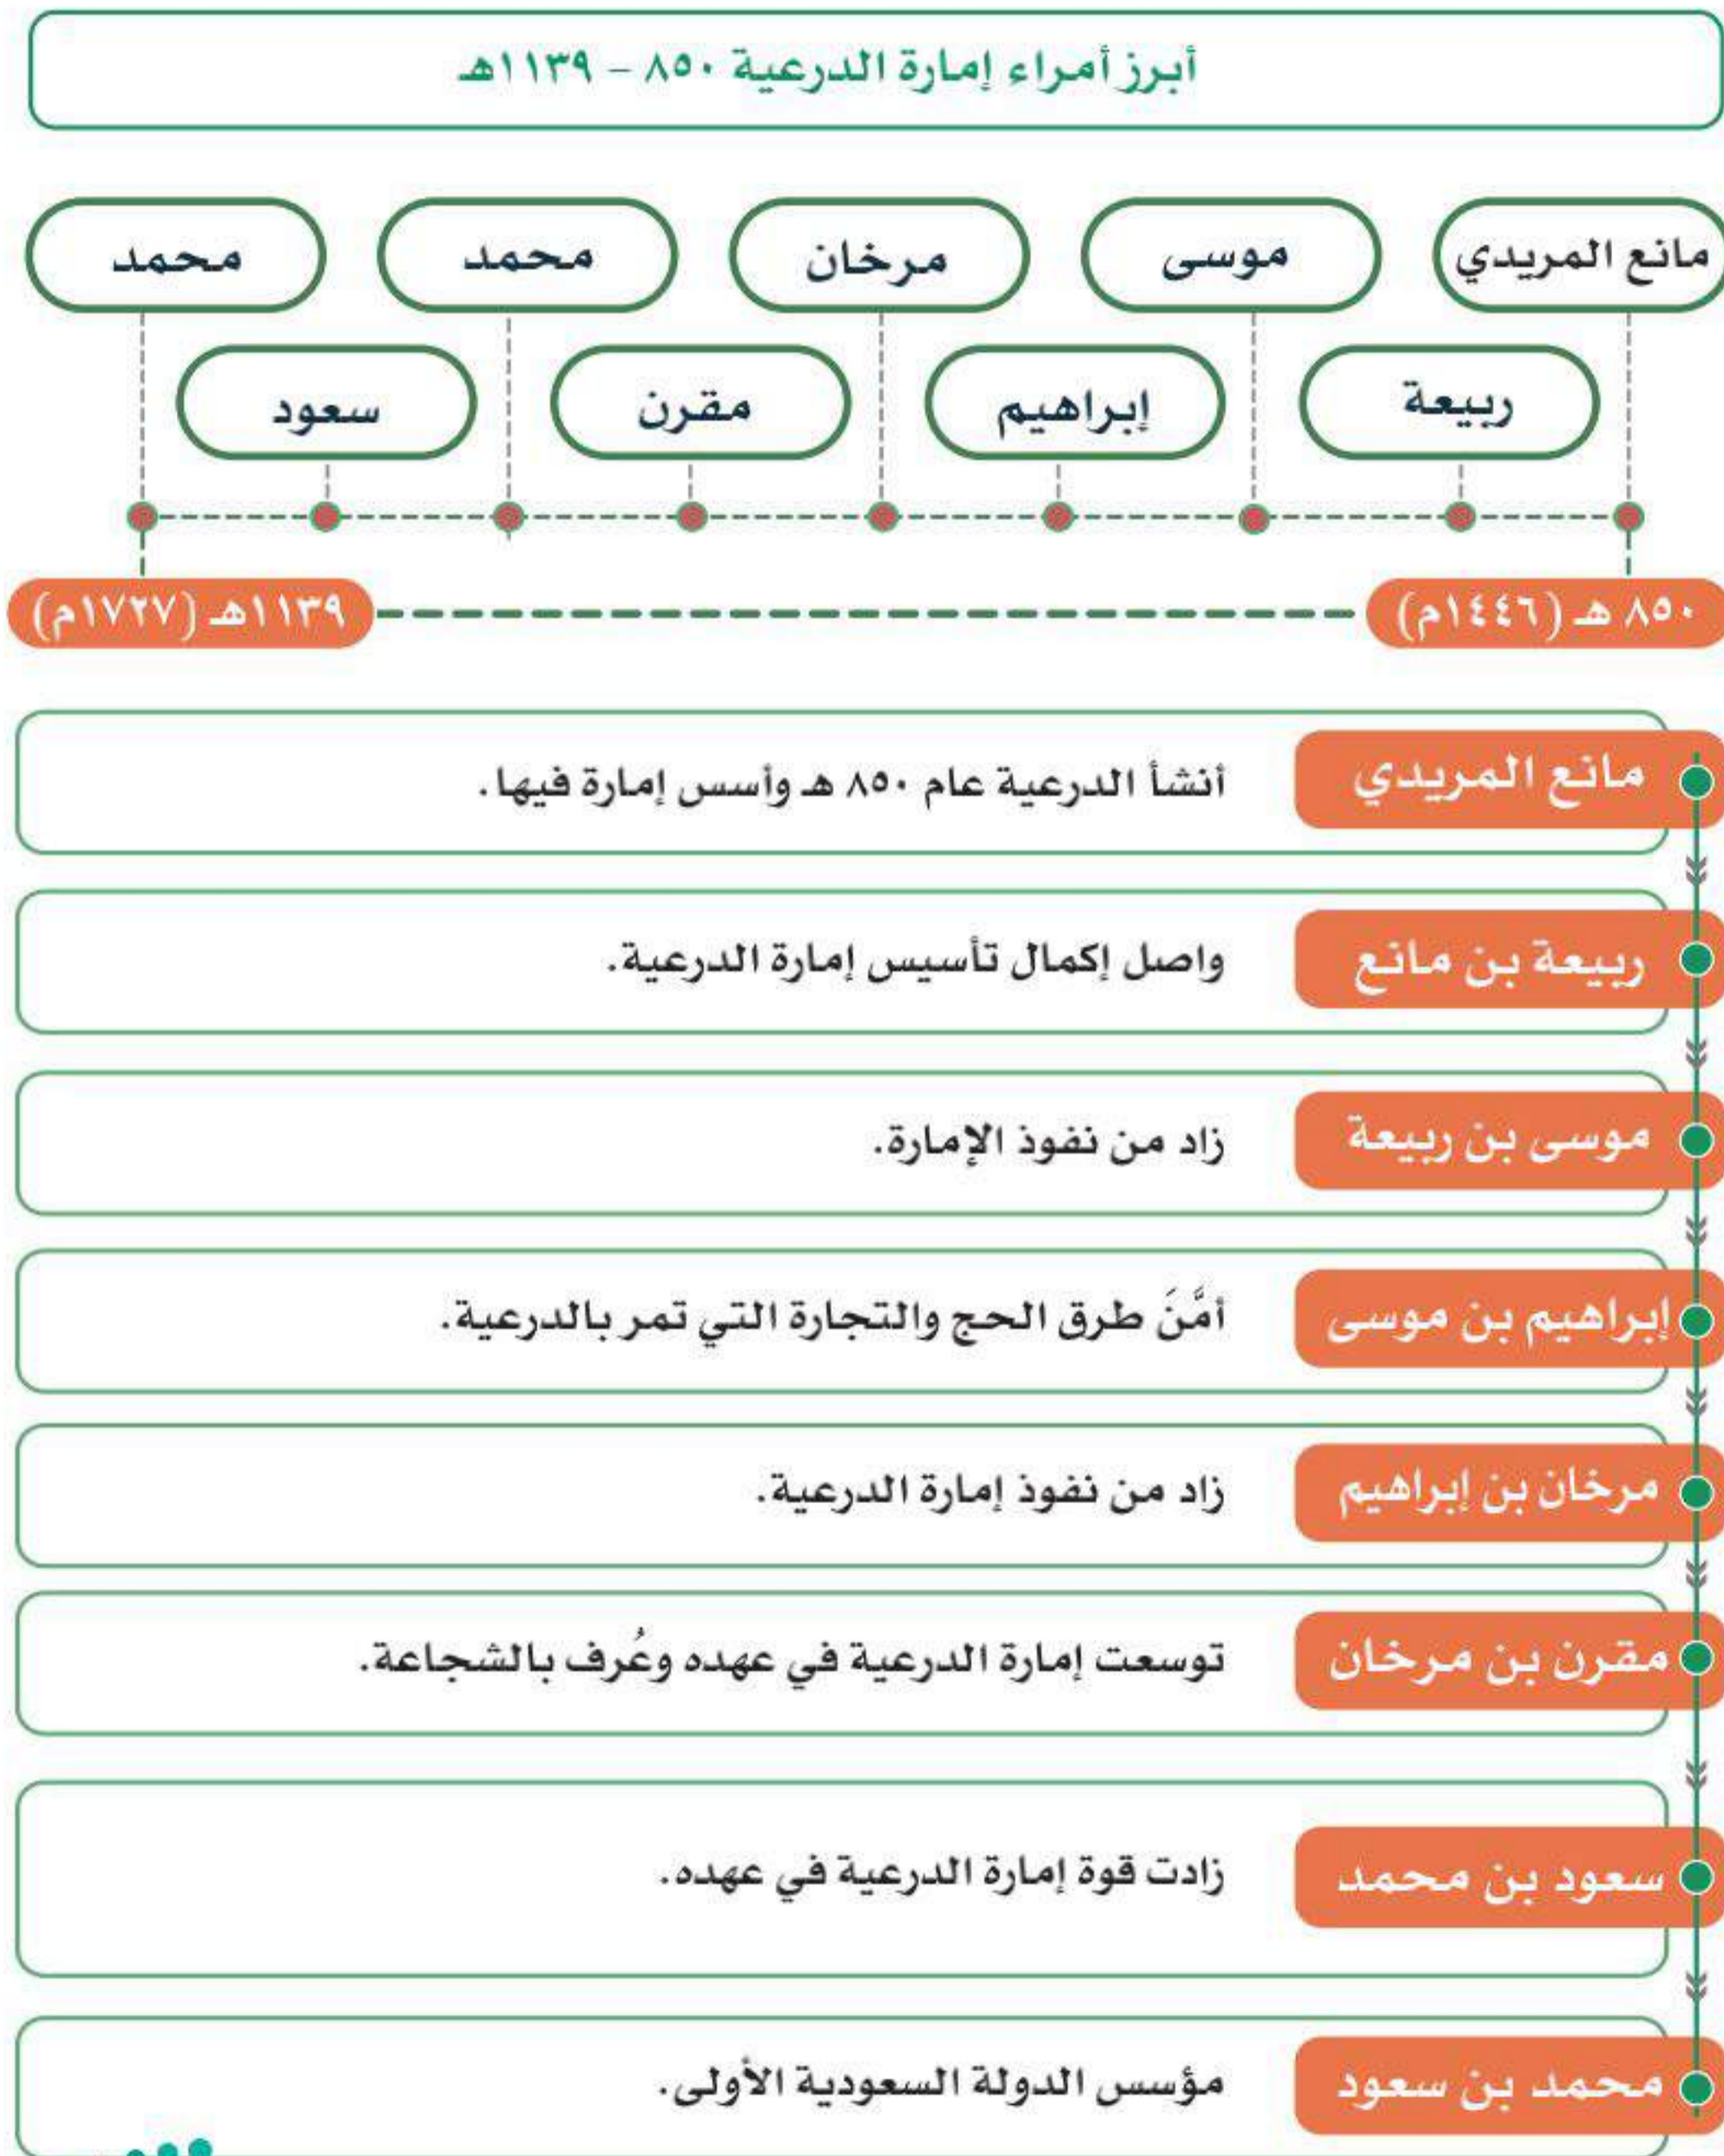 أبرز أمراء إمارة الدرعية ٨٥٠ – ١١٣٩هـ
مانع المريدي
موسى
مرخان
محمد
محمد
ربيعة
إبراهيم
مقرن
سعود
٨٥٠ هـ (١٤٤٦م)
١١٣٩هـ (١٧٢٧م)
مانع المريدي
أنشأ الدرعية عام ٨٥٠ هـ وأسس إمارة فيها.
ربيعة بن مانع
واصل إكمال تأسيس إمارة الدرعية.
موسى بن ربيعة
زاد من نفوذ الإمارة.
إبراهيم بن موسى
أمَّنَ طرق الحج والتجارة التي تمر بالدرعية.
مرخان بن إبراهيم
زاد من نفوذ إمارة الدرعية.
مقرن بن مرخان
توسعت إمارة الدرعية في عهده وعُرف بالشجاعة.
سعود بن محمد
زادت قوة إمارة الدرعية في عهده.
محمد بن سعود
مؤسس الدولة السعودية الأولى.